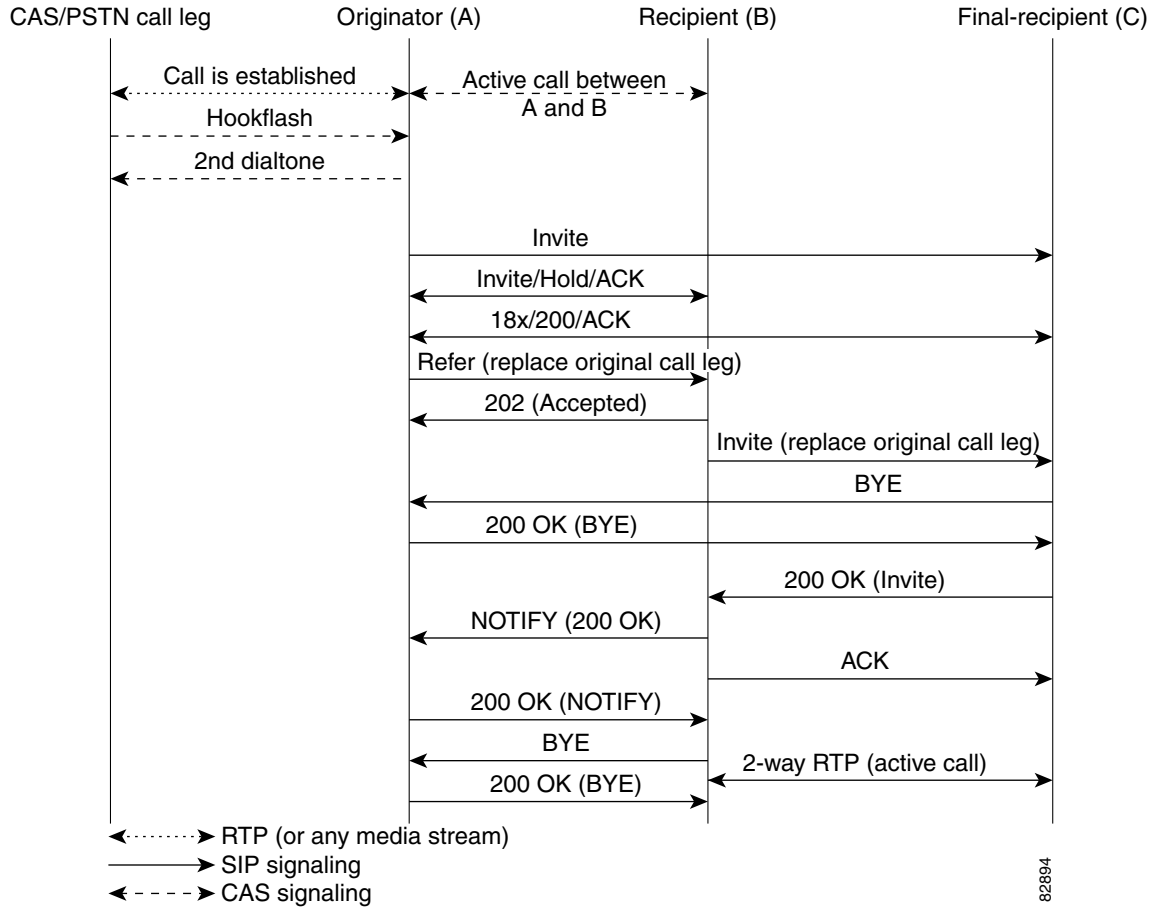 CAS/PSTN call leg
Originator (A)
Recipient (B)
Final-recipient (C)
Call is established
Active call between
A and B
Hookflash
2nd dialtone
Invite
Invite/Hold/ACK
18x/200/ACK
Refer (replace original call leg)
202 (Accepted)
Invite (replace original call leg)
BYE
200 OK (BYE)
200 OK (Invite)
NOTIFY (200 OK)
ACK
200 OK (NOTIFY)
BYE
2-way RTP (active call)
200 OK (BYE)
RTP (or any media stream)
SIP signaling
CAS signaling
82894